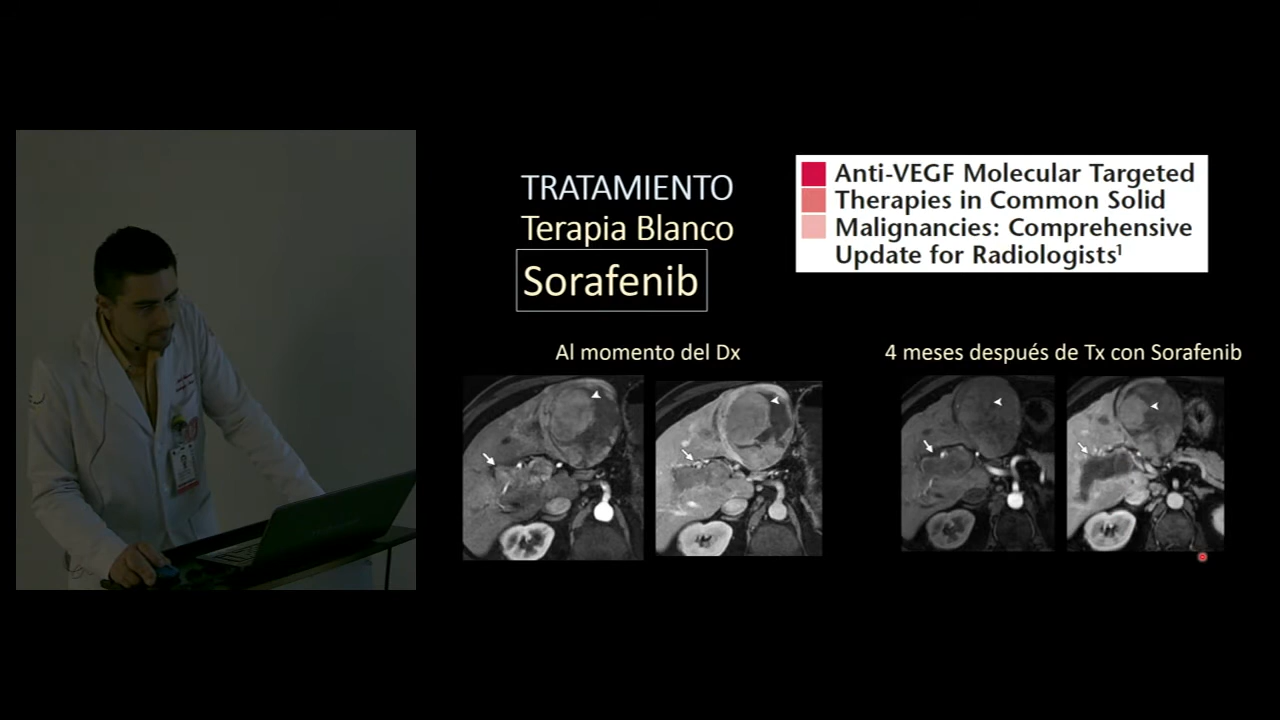 TRATAMIENTO
Terapia Blanco
Sorafenib
Anti-VEGF Molecular Targeted
Therapies in Common Solid
Malignancies: Comprehensive
Update for Radiologists¹
Al momento del Dx
4 meses después de Tx con Sorafenib